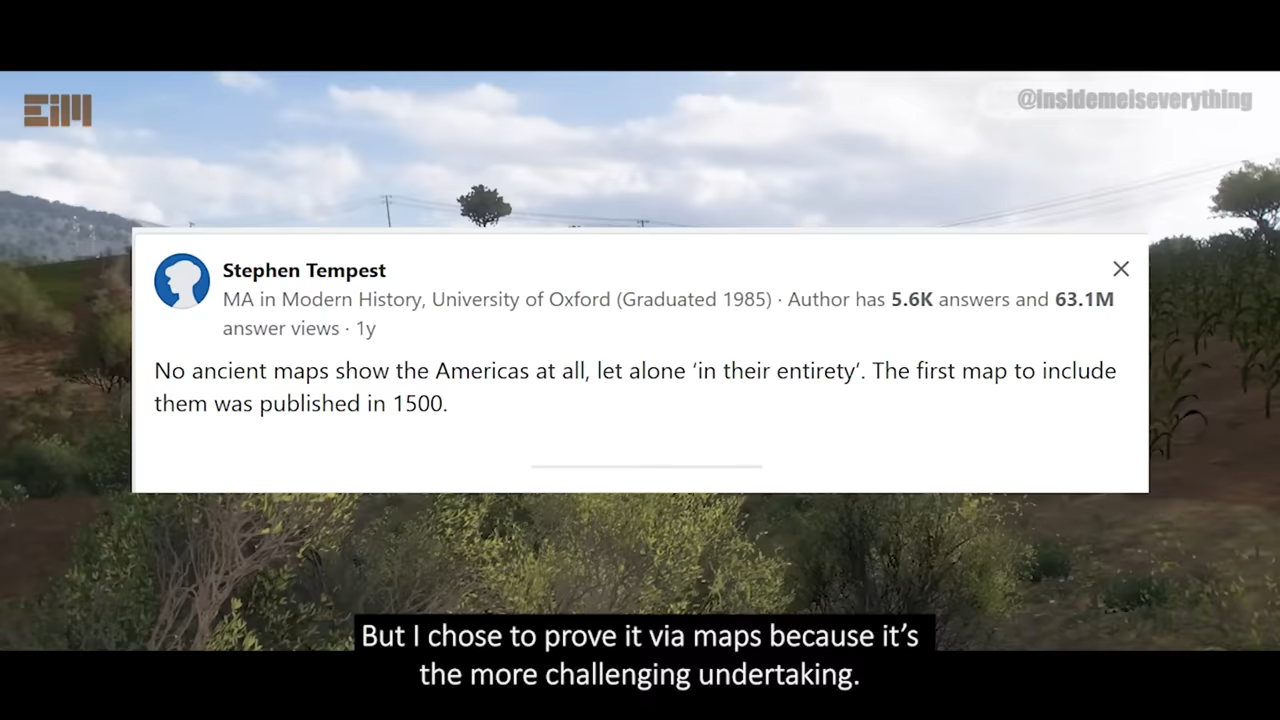 EiM
@insidemeiseverything
Stephen Tempest
MA in Modern History, University of Oxford (Graduated 1985) · Author has 5.6K answers and 63.1M
answer views · 1y
No ancient maps show the Americas at all, let alone ‘in their entirety’. The first map to include
them was published in 1500.
But I chose to prove it via maps because it’s
the more challenging undertaking.